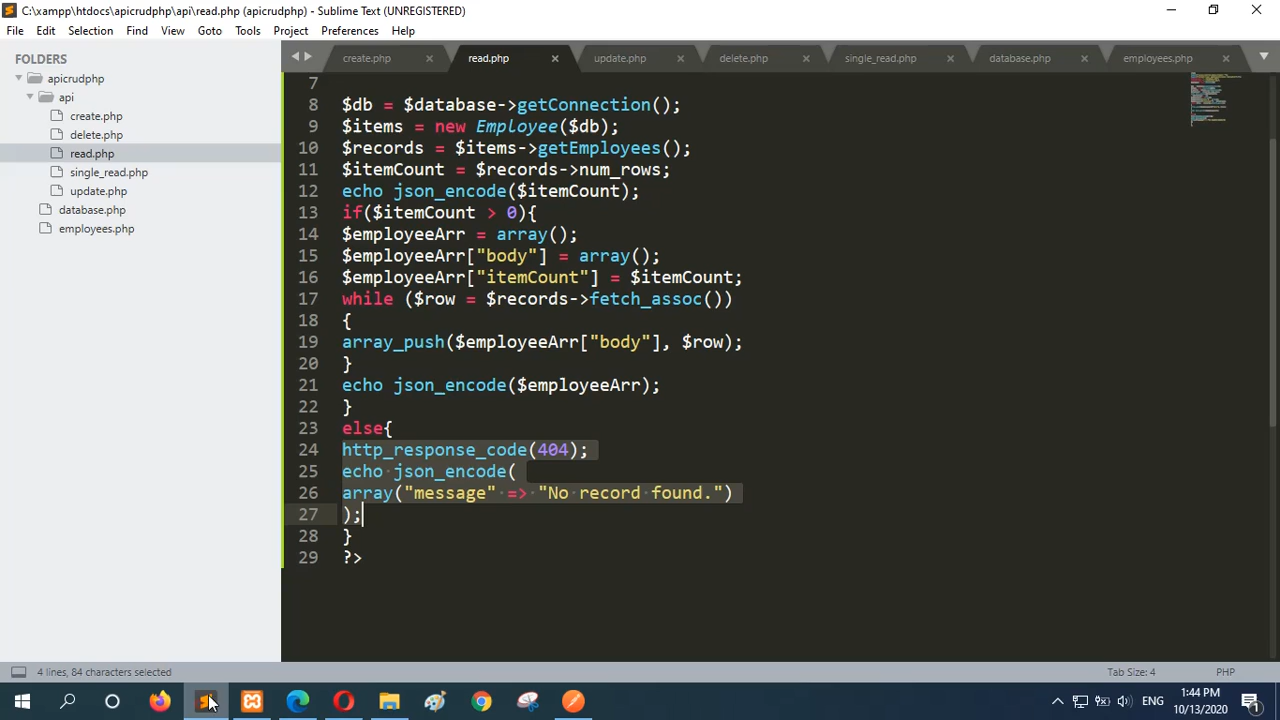 C:\xampp\htdocs\apicrudphp\api\read.php (apicrudphp) - Sublime Text (UNREGISTERED)
File Edit Selection Find View Goto Tools Project Preferences Help
FOLDERS
apicrudphp
api
create.php
delete.php
read.php
single_read.php
update.php
database.php
employees.php
create.php read.php update.php delete.php single_read.php database.php employees.php
7
8 $db = $database->getConnection();
9 $items = new Employee($db);
10 $records = $items->getEmployees();
11 $itemCount = $records->num_rows;
12 echo json_encode($itemCount);
13 if($itemCount > 0){
14 $employeeArr = array();
15 $employeeArr["body"] = array();
16 $employeeArr["itemCount"] = $itemCount;
17 while ($row = $records->fetch_assoc())
18 {
19 array_push($employeeArr["body"], $row);
20 }
21 echo json_encode($employeeArr);
22 }
23 else{
24 http_response_code(404);
25 echo json_encode(
26 array("message" => "No record found.")
27 );
28 }
29 ?>
4 lines, 84 characters selected Tab Size: 4 PHP
ENG 1:44 PM
10/13/2020
1